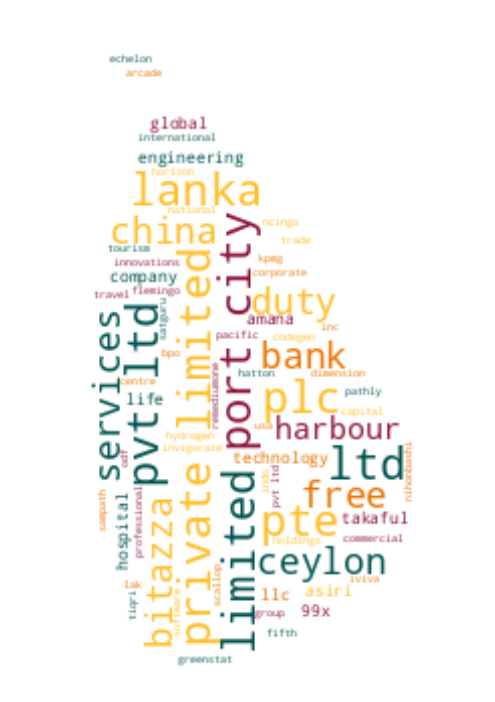 echelon
arcade
global
international
engineering
horizon
lanka
national
china
port city
ncinga
tourism
trade
innovations
kpmg
company
corporate
travel
flemingo
private limited
duty
satguru
pvt ltd
services
amana
inc
pacific
codegen
bpo
bank
remediumone
hatton
dimension
centre
plc
pathly
life
capital
usa
harbour
hydrogen
invigorate
odf
technology
ltd
nihonbashi
indo
pvt ltd
free
sampath
hospital
professional
bitazza
limited
pte
takaful
holdings
commercial
ceylon
scallop
iviva
lak
tiqri
software
llc
asiri
group
99x
fifth
greenstat